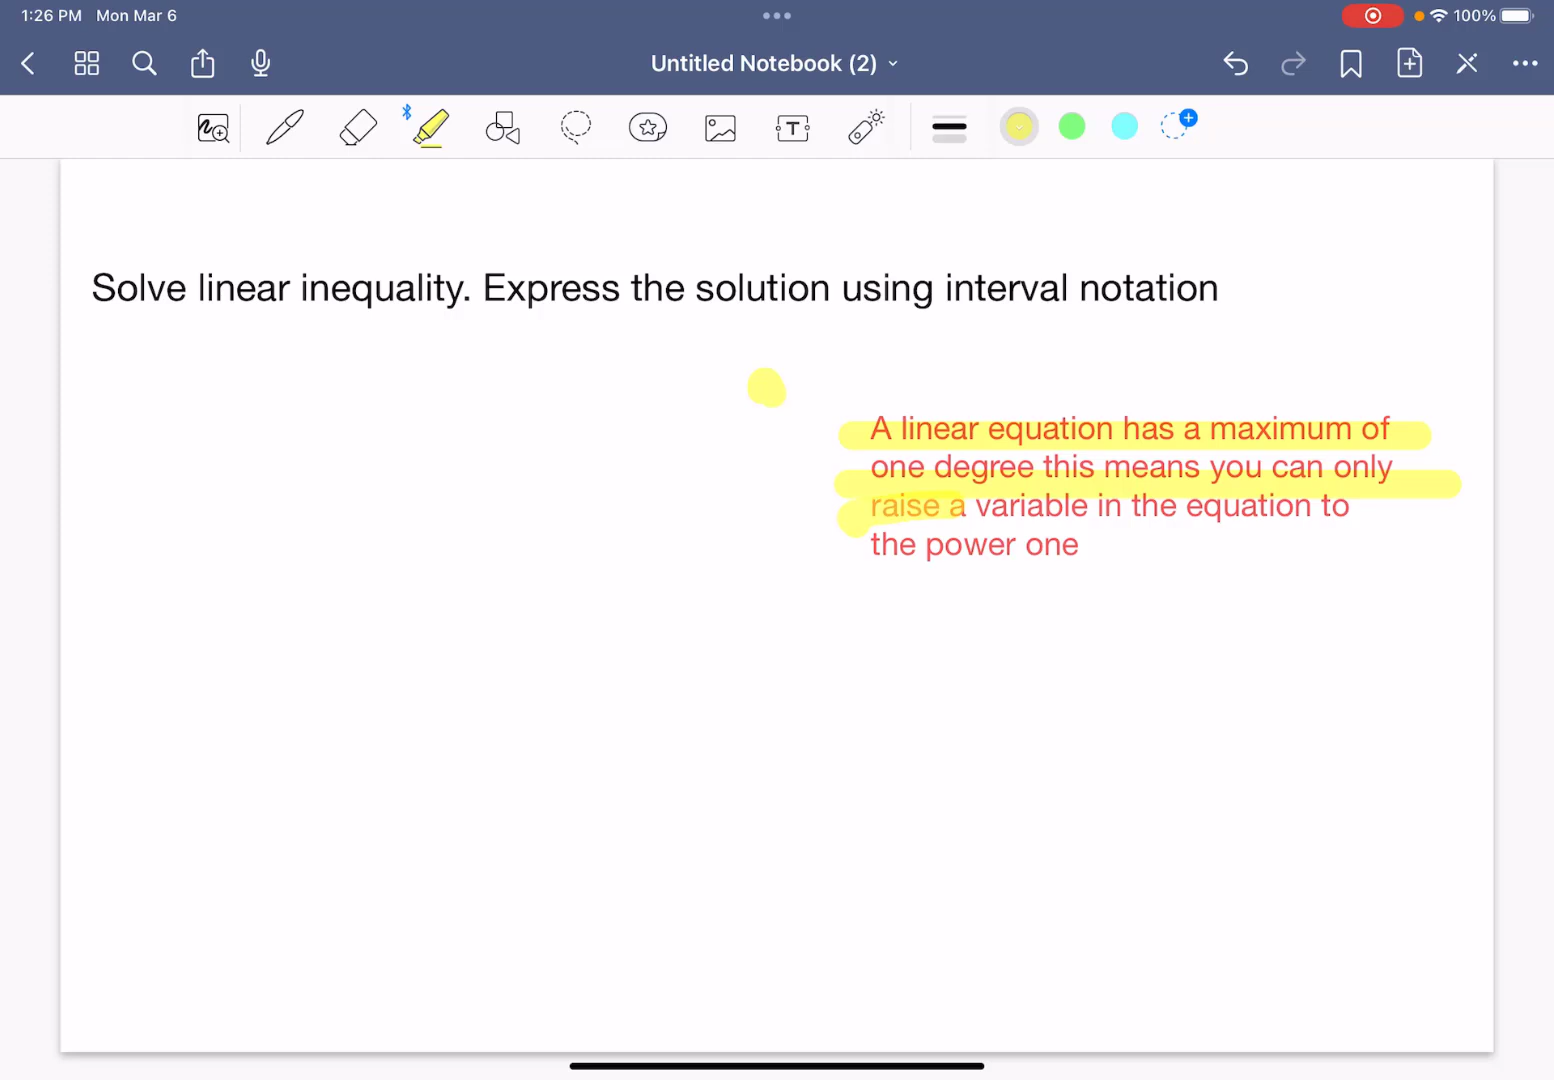 1:26 PM Mon Mar 6
100%
Untitled Notebook (2)
T
Solve linear inequality. Express the solution using interval notation
A linear equation has a maximum of
one degree this means you can only
raise a variable in the equation to
the power one